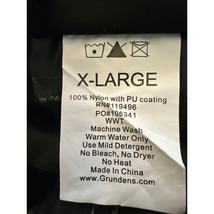 X-LARGE
100% Nylon with PU coating
RN#119496
PO#106341
WWT
Machine Wash
Warm Water Only
Use Mild Detergent
No Bleach, No Dryer
No Heat
Made In China
www.Grundens.com